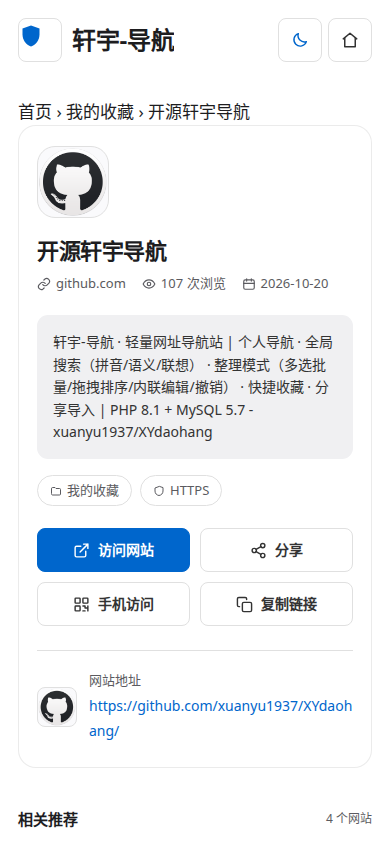 轩宇-导航
首页 › 我的收藏 › 开源轩宇导航
开源轩宇导航
github.com 107 次浏览 2026-10-20
轩宇-导航 · 轻量网址导航站 | 个人导航 · 全局
搜索（拼音/语义/联想） · 整理模式（多选批
量/拖拽排序/内联编辑/撤销） · 快捷收藏 · 分
享导入 | PHP 8.1 + MySQL 5.7 -
xuanyu1937/XYdaohang
我的收藏 HTTPS
访问网站 分享
手机访问 复制链接
网站地址
https://github.com/xuanyu1937/XYdaoh
ang/
相关推荐 4 个网站